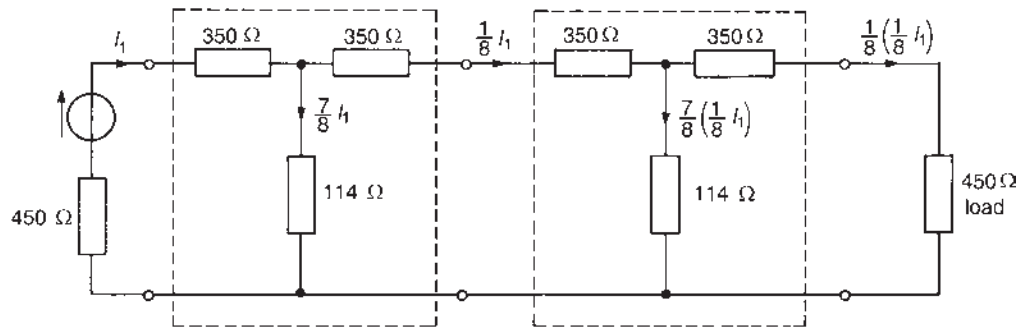 I₁
350 Ω
350 Ω
1/8 I₁
350 Ω
350 Ω
1/8 (1/8 I₁)
7/8 I₁
7/8 (1/8 I₁)
450 Ω
114 Ω
114 Ω
450 Ω
load